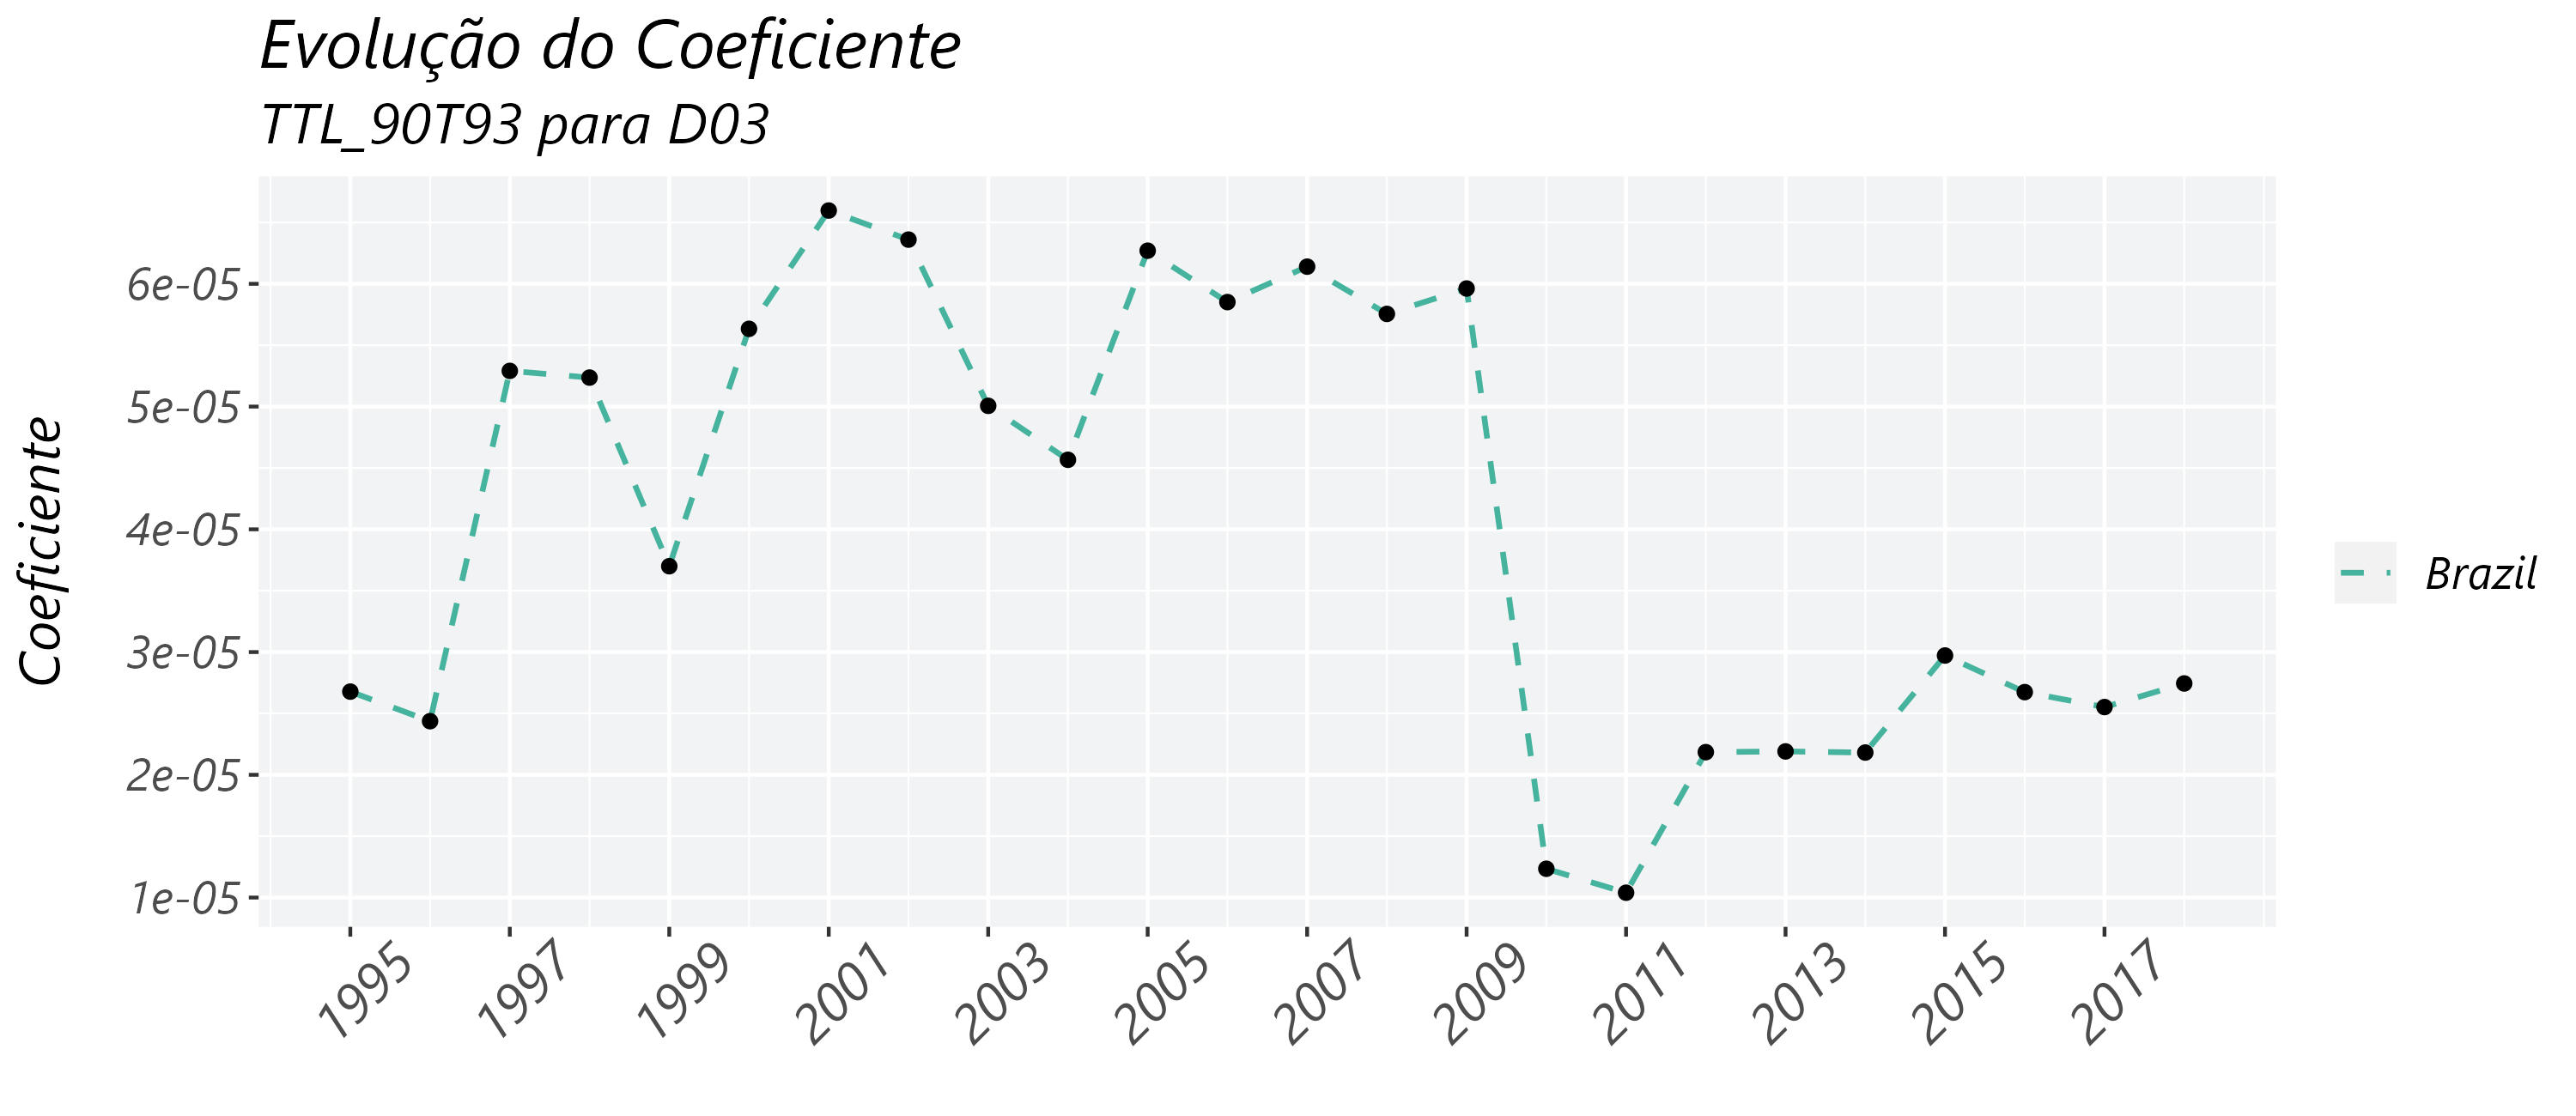 Evolução do Coeficiente
TTL_90T93 para D03
Coeficiente
6e-05
5e-05
4e-05
3e-05
2e-05
1e-05
1995
1997
1999
2001
2003
2005
2007
2009
2011
2013
2015
2017
Brazil